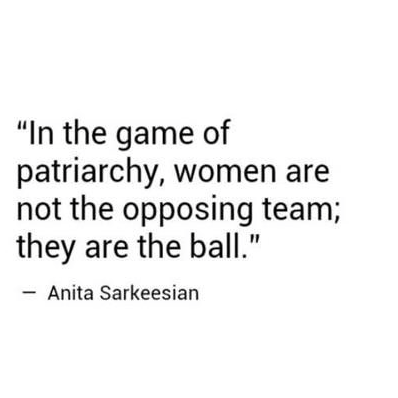 “In the game of
patriarchy, women are
not the opposing team;
they are the ball.”
— Anita Sarkeesian